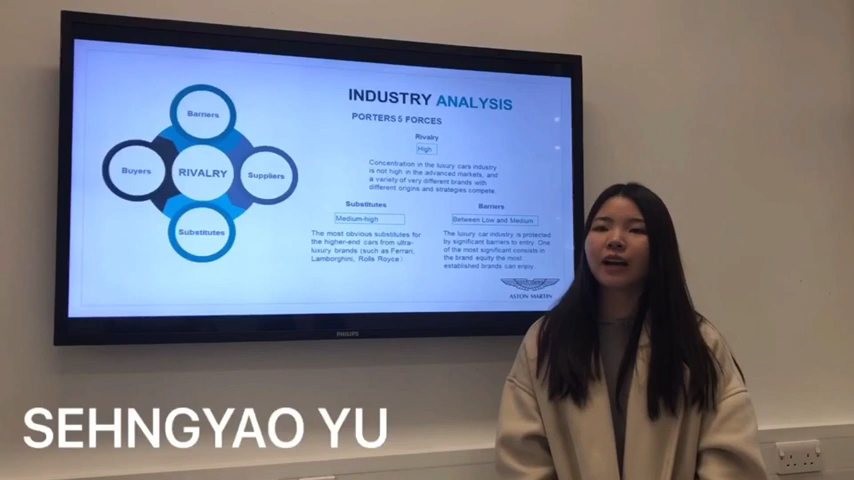 INDUSTRY ANALYSIS
PORTERS 5 FORCES
Barriers
Buyers
RIVALRY
Suppliers
Substitutes
Rivalry
High
Concentration in the luxury cars industry
is not high in the advanced markets, and
a variety of very different brands with
different origins and strategies compete.
Substitutes
Medium-high
The most obvious substitutes for
the higher-end cars from ultra-
luxury brands (such as Ferrari,
Lamborghini, Rolls Royce)
Barriers
Between Low and Medium
The luxury car industry is protected
by significant barriers to entry. One
of the most significant consists in
the brand equity the most
established brands can enjoy.
ASTON MARTIN
PHILIPS
SEHNGYAO YU